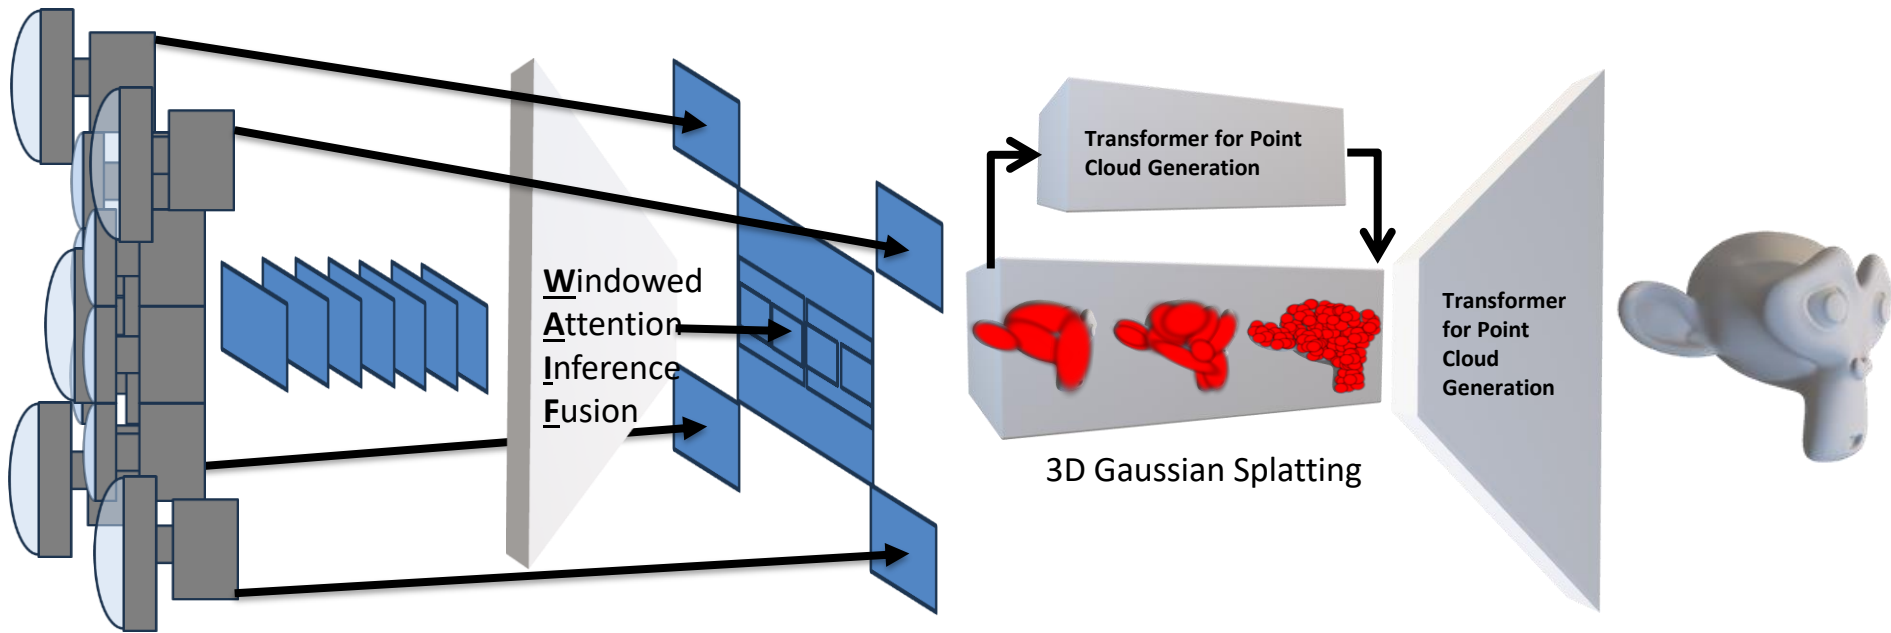 Windowed
Attention
Inference
Fusion
Transformer for Point
Cloud Generation
3D Gaussian Splatting
Transformer
for Point
Cloud
Generation